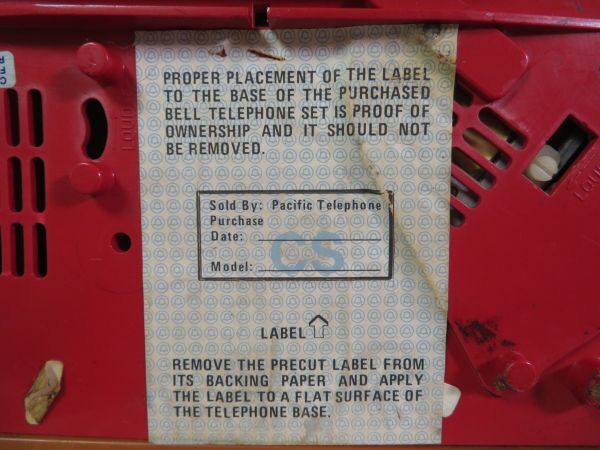 PROPER PLACEMENT OF THE LABEL
TO THE BASE OF THE PURCHASED
BELL TELEPHONE SET IS PROOF OF
OWNERSHIP AND IT SHOULD NOT
BE REMOVED.
Sold By: Pacific Telephone
Purchase
Date:
CS
Model:
LABEL
REMOVE THE PRECUT LABEL FROM
ITS BACKING PAPER AND APPLY
THE LABEL TO A FLAT SURFACE OF
THE TELEPHONE BASE.
LOUD
LOUD